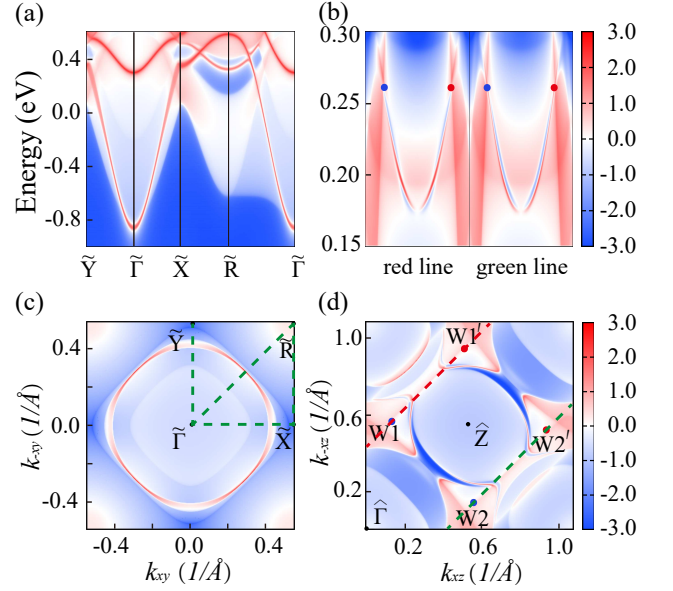 (a)
(b)
0.4
0.0
-0.4
-0.8
Energy (eV)
Ỹ
Γ̃
X̃
R̃
Γ̃
0.30
0.25
0.20
0.15
red line
green line
3.0
2.0
1.0
0.0
-1.0
-2.0
-3.0
(c)
(d)
0.4
0.0
-0.4
k-xy (1/Å)
Ỹ
R̃
Γ̃
X̃
-0.4
0.0
0.4
kxy (1/Å)
1.0
0.6
0.2
k-xz (1/Å)
W1′
W1
Ẑ
W2′
W2
Γ̂
0.2
0.6
1.0
kxz (1/Å)
3.0
2.0
1.0
0.0
-1.0
-2.0
-3.0